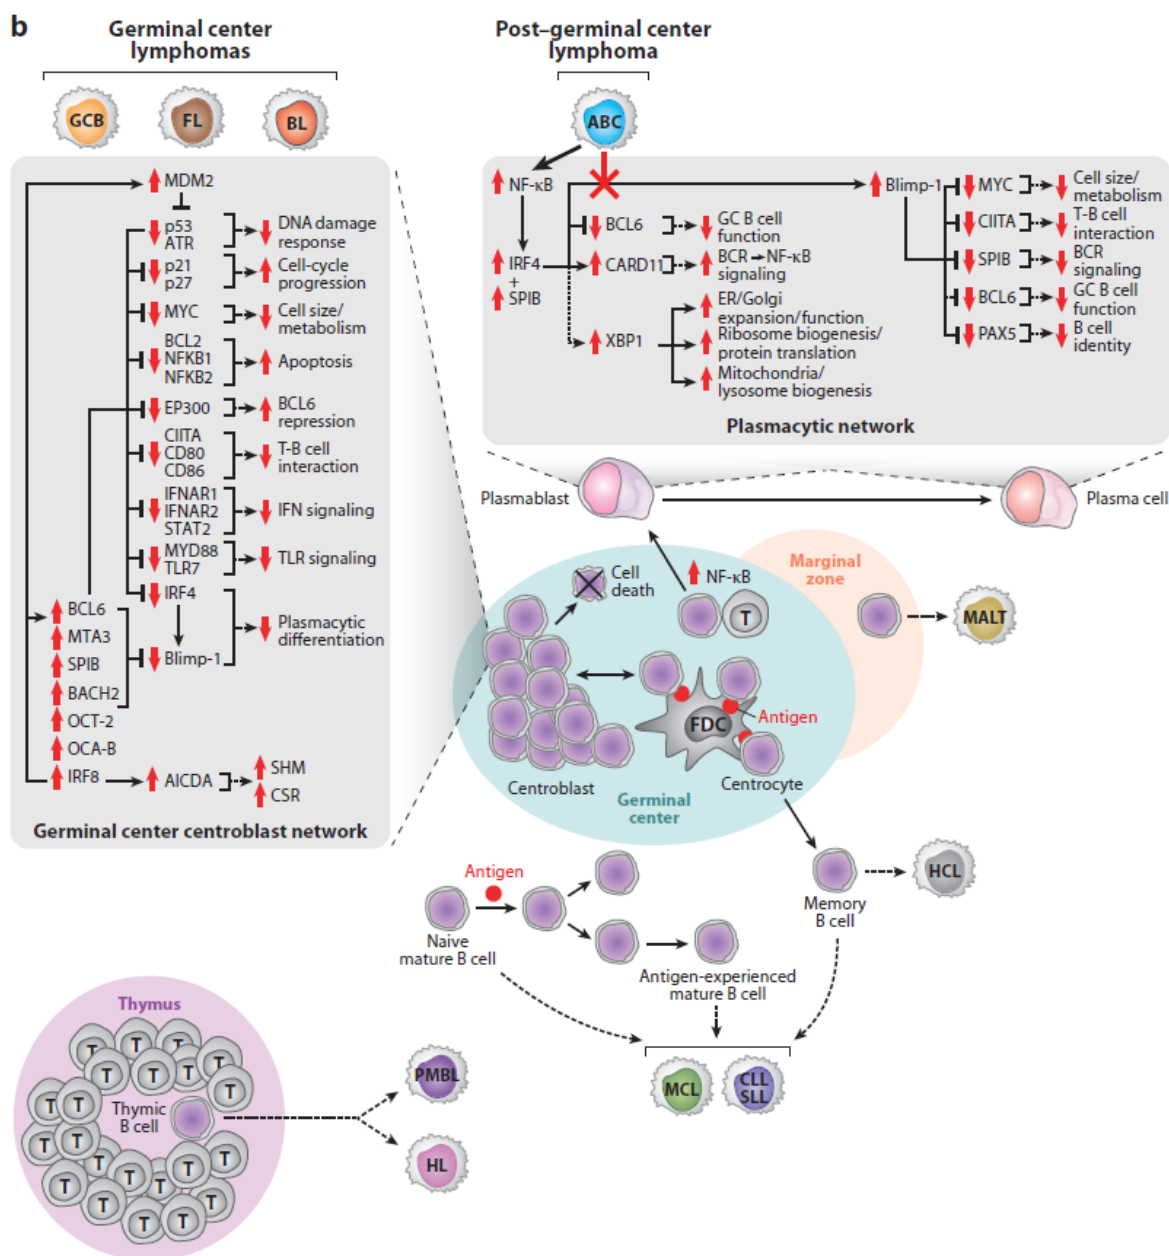 b
Germinal center
lymphomas
GCB
FL
BL
MDM2
p53
ATR
DNA damage
response
p21
p27
Cell-cycle
progression
MYC
Cell size/
metabolism
BCL2
NFKB1
NFKB2
Apoptosis
EP300
BCL6
repression
CIITA
CD80
CD86
T-B cell
interaction
IFNAR1
IFNAR2
STAT2
IFN signaling
MYD88
TLR7
TLR signaling
IRF4
Blimp-1
Plasmacytic
differentiation
BCL6
MTA3
SPIB
BACH2
OCT-2
OCA-B
IRF8
AICDA
SHM
CSR
Germinal center centroblast network
Post–germinal center
lymphoma
ABC
NF-κB
IRF4
+
SPIB
BCL6
GC B cell
function
CARD11
BCR → NF-κB
signaling
XBP1
ER/Golgi
expansion/function
Ribosome biogenesis/
protein translation
Mitochondria/
lysosome biogenesis
Blimp-1
MYC
Cell size/
metabolism
CIITA
T-B cell
interaction
SPIB
BCR
signaling
BCL6
GC B cell
function
PAX5
B cell
identity
Plasmacytic network
Plasmablast
Plasma cell
Cell
death
NF-κB
T
Marginal
zone
MALT
FDC
Antigen
Centroblast
Centrocyte
Germinal
center
Antigen
Naive
mature B cell
Antigen-experienced
mature B cell
Memory
B cell
HCL
MCL
CLL
SLL
Thymus
T
T
T
T
T
T
T
T
T
T
Thymic
B cell
T
T
T
T
T
T
T
T
T
T
T
T
PMBL
HL